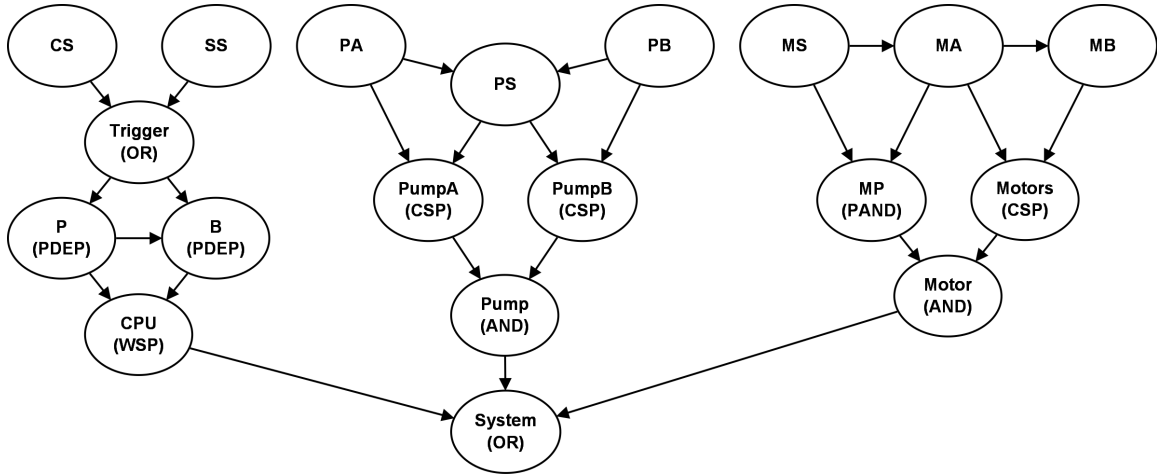 CS
SS
PA
PB
PS
MS
MA
MB
Trigger
(OR)
PumpA
(CSP)
PumpB
(CSP)
MP
(PAND)
Motors
(CSP)
P
(PDEP)
B
(PDEP)
CPU
(WSP)
Pump
(AND)
Motor
(AND)
System
(OR)